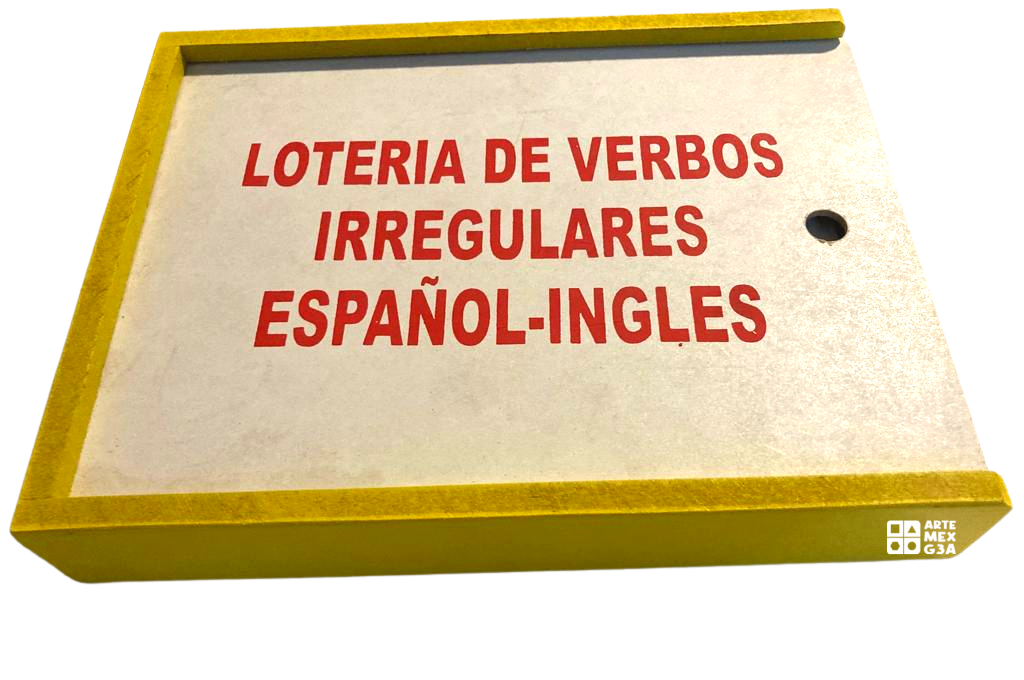 LOTERIA DE VERBOS
IRREGULARES
ESPAÑOL-INGLES
ARTE
MEX
G3A